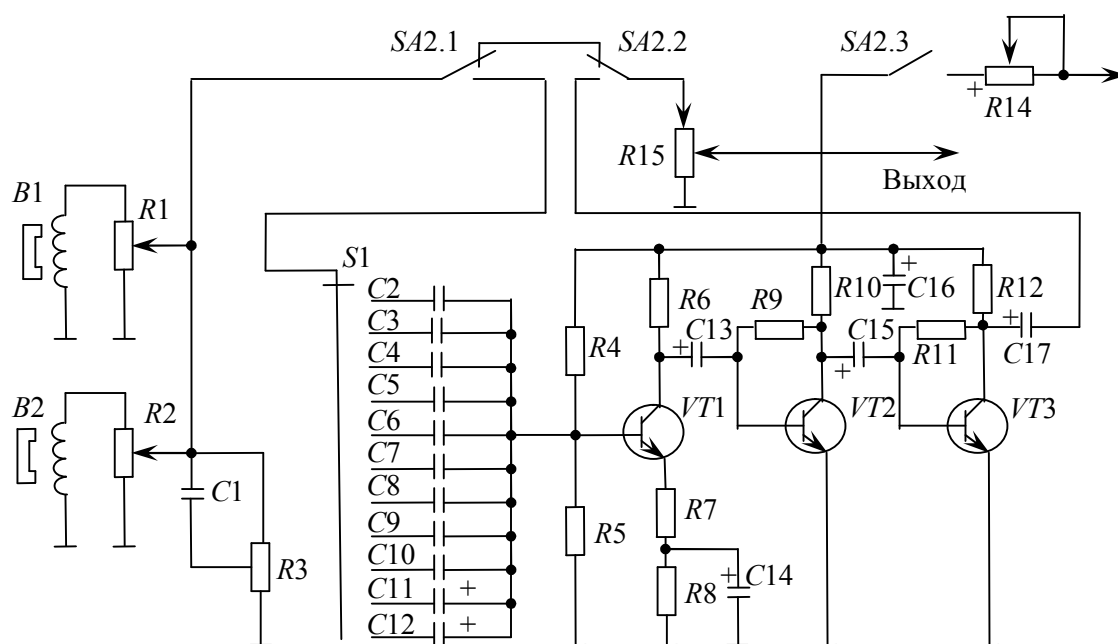 SA2.1
SA2.2
SA2.3
+
R14
R15
Выход
B1
R1
S1
C2
C3
C4
C5
C6
C7
C8
C9
C10
C11 +
C12 +
R4
R5
R6
+
C13
R9
R10
+
C16
R12
+
C15
R11
+
C17
VT1
VT2
VT3
B2
R2
C1
R3
R7
R8
+
C14